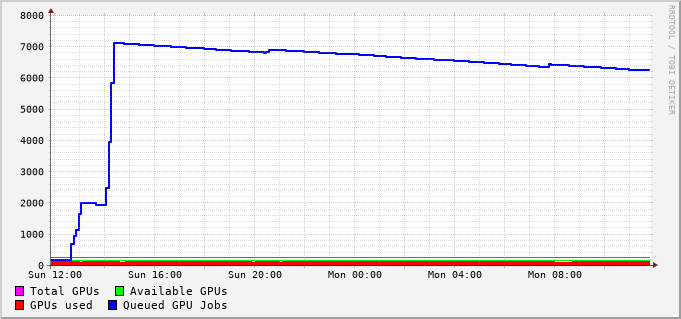 8000
7000
6000
5000
4000
3000
2000
1000
0
Sun 12:00 Sun 16:00 Sun 20:00 Mon 00:00 Mon 04:00 Mon 08:00
Total GPUs Available GPUs
GPUs used Queued GPU Jobs
RRDTOOL / TOBI OETIKER